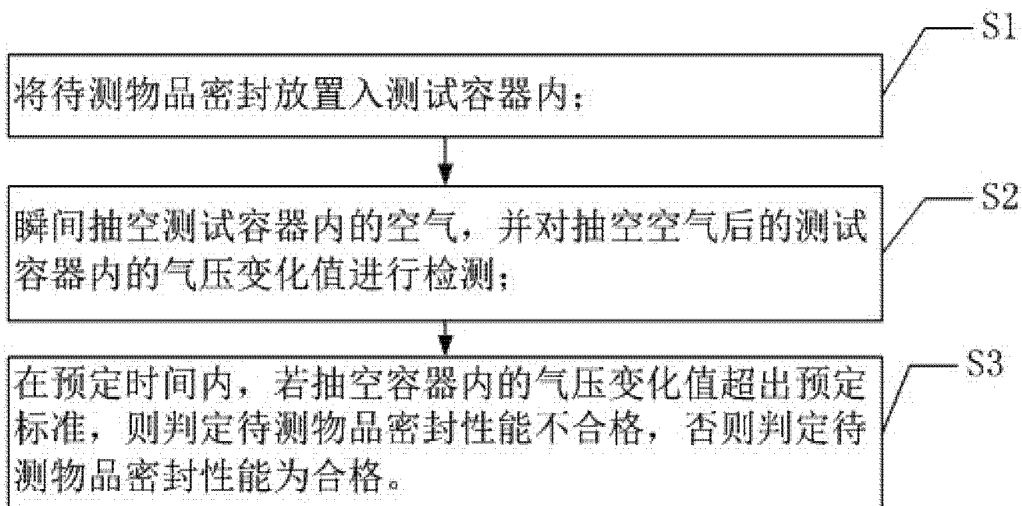 S1
将待测物品密封放置入测试容器内；
S2
瞬间抽空测试容器内的空气，并对抽空空气后的测试
容器内的气压变化值进行检测；
S3
在预定时间内，若抽空容器内的气压变化值超出预定
标准，则判定待测物品密封性能不合格，否则判定待
测物品密封性能为合格。